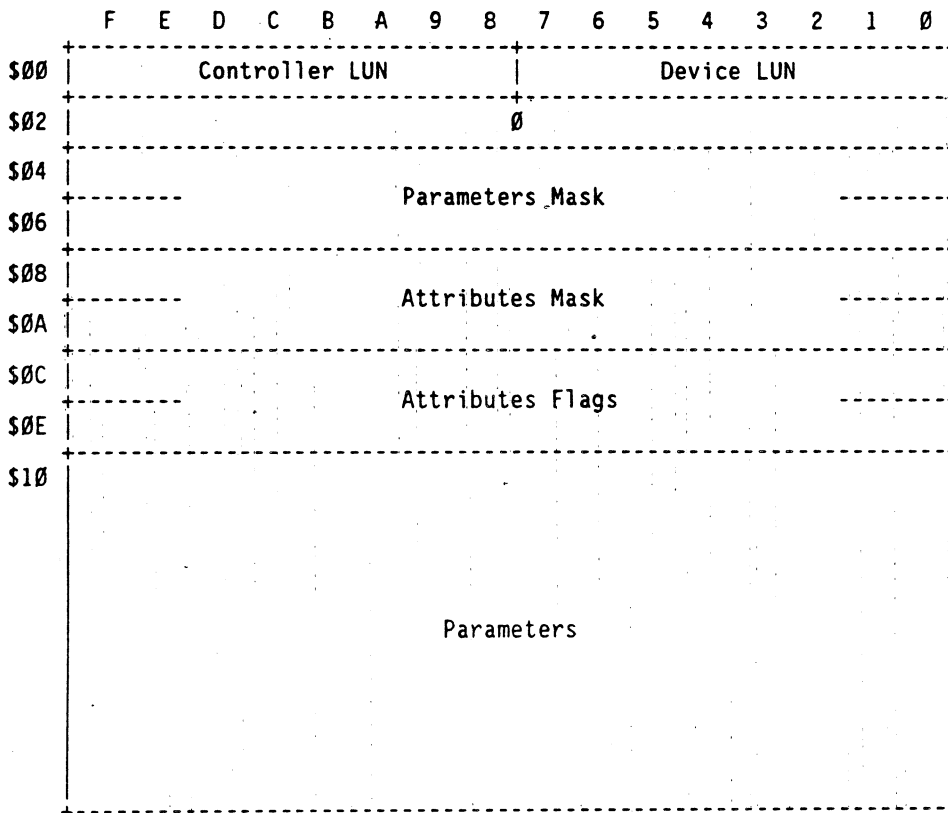 F E D C B A 9 8 7 6 5 4 3 2 1 Ø
$ØØ Controller LUN Device LUN
$Ø2 Ø
$Ø4
Parameters Mask
$Ø6
$Ø8
Attributes Mask
$ØA
$ØC
Attributes Flags
$ØE
$1Ø
Parameters